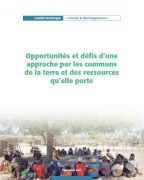 Comité technique « Foncier & développement »
Opportunités et défis d'une
approche par les communs
de la terre et des ressources
qu'elle porte